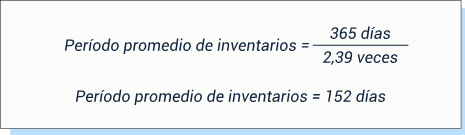 Período promedio de inventarios = 365 días
2,39 veces
Período promedio de inventarios = 152 días